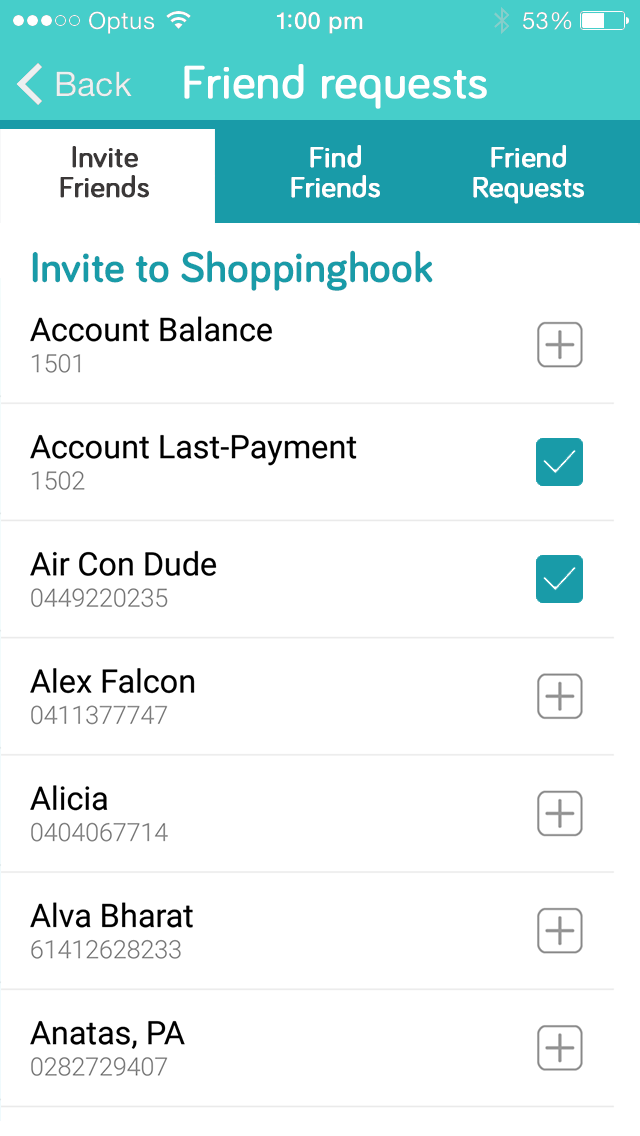 Optus 1:00 pm 53%
Back Friend requests
Invite Friends
Find Friends
Friend Requests
Invite to Shoppinghook
Account Balance
1501
Account Last-Payment
1502
Air Con Dude
0449220235
Alex Falcon
0411377747
Alicia
0404067714
Alva Bharat
61412628233
Anatas, PA
0282729407